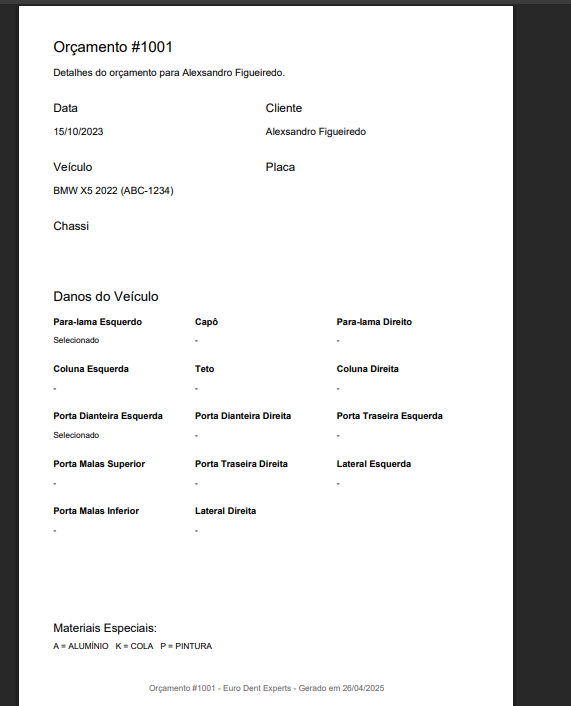 Orçamento #1001
Detalhes do orçamento para Alexsandro Figueiredo.
Data Cliente
15/10/2023 Alexsandro Figueiredo
Veículo Placa
BMW X5 2022 (ABC-1234)
Chassi
Danos do Veículo
Para-lama Esquerdo Capô Para-lama Direito
Selecionado - -
Coluna Esquerda Teto Coluna Direita
- - -
Porta Dianteira Esquerda Porta Dianteira Direita Porta Traseira Esquerda
Selecionado - -
Porta Malas Superior Porta Traseira Direita Lateral Esquerda
- - -
Porta Malas Inferior Lateral Direita
- -
Materiais Especiais:
A = ALUMÍNIO K = COLA P = PINTURA
Orçamento #1001 - Euro Dent Experts - Gerado em 26/04/2025